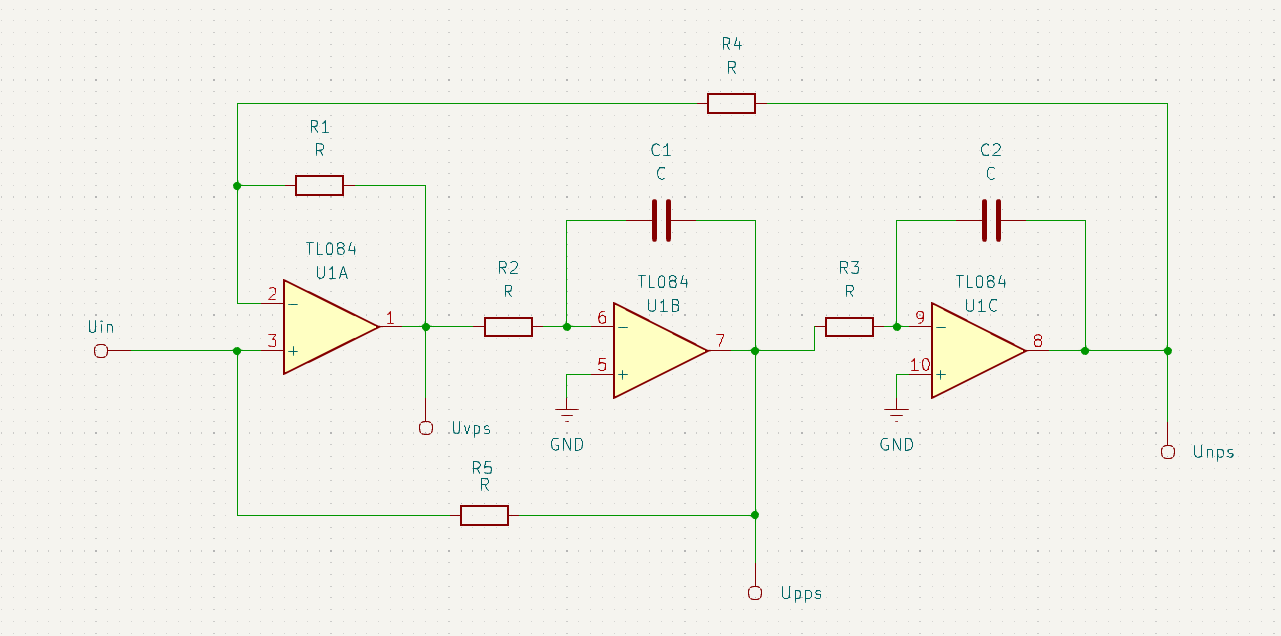 R4
R
R1
R
C1
C
C2
C
TL084
U1A
R2
R
TL084
U1B
R3
R
TL084
U1C
2
−
3
+
1
6
−
5
+
7
9
−
10
+
8
Uin
Uvps
GND
GND
Unps
R5
R
Upps